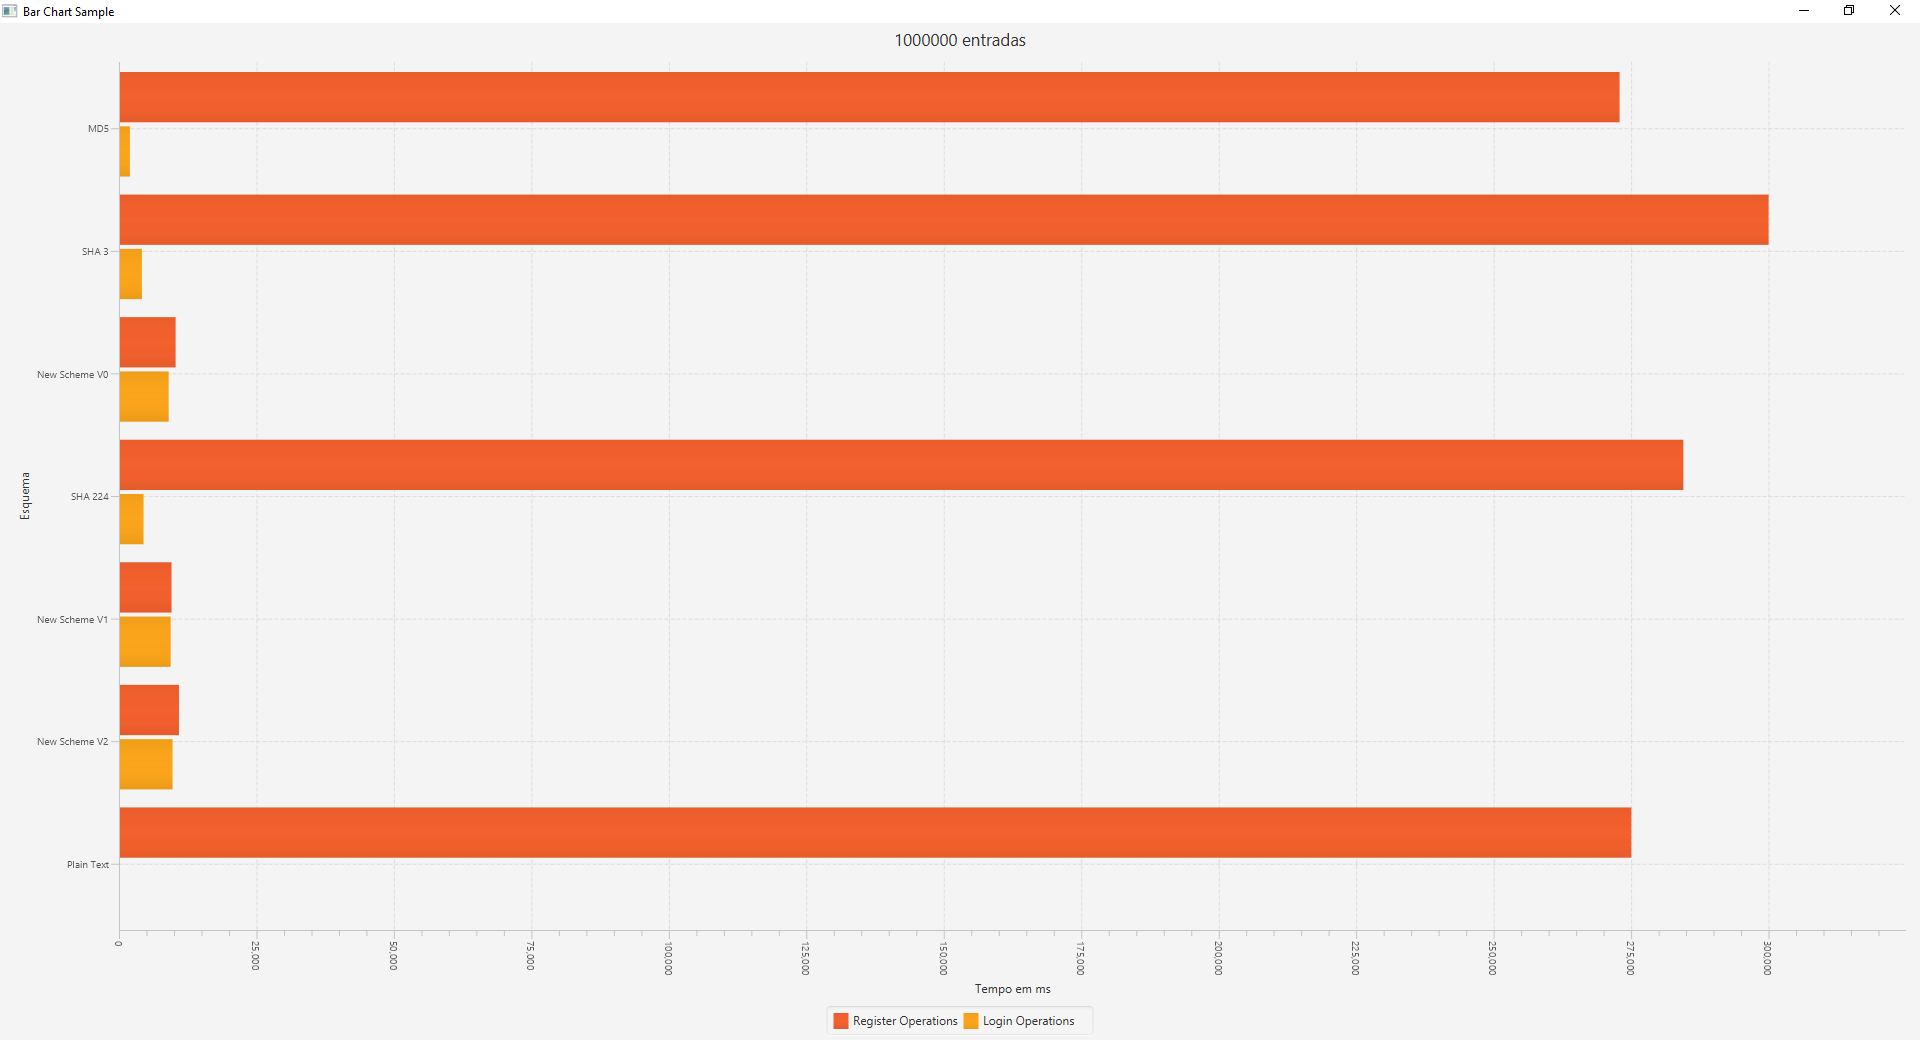 Bar Chart Sample
1000000 entradas
MD5
SHA 3
New Scheme V0
SHA 224
New Scheme V1
New Scheme V2
Plain Text
Esquema
0
25,000
50,000
75,000
100,000
125,000
150,000
175,000
200,000
225,000
250,000
275,000
300,000
Tempo em ms
Register Operations Login Operations